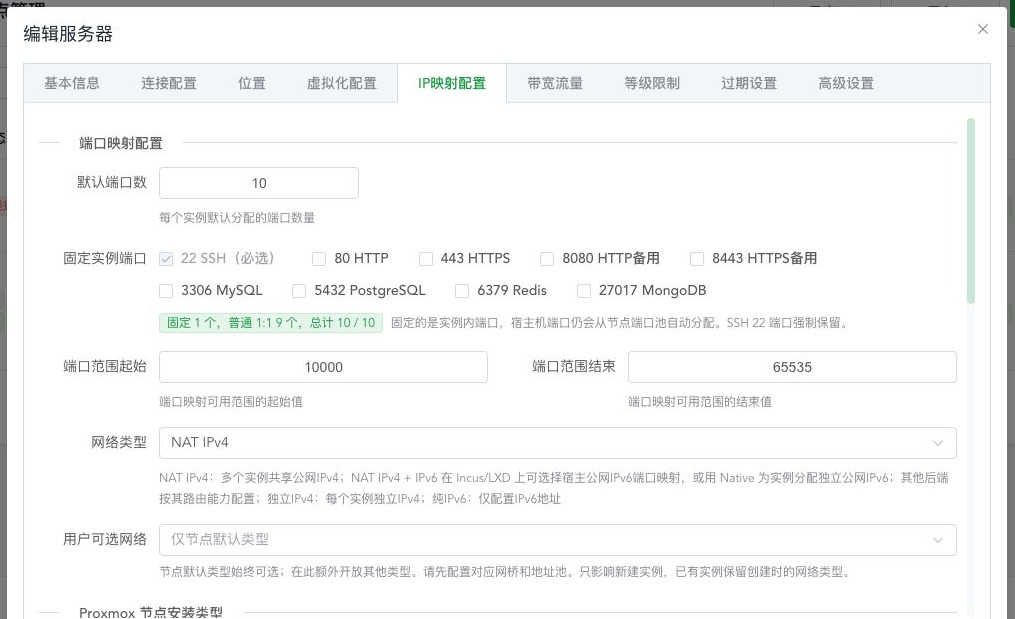 编辑服务器
基本信息 连接配置 位置 虚拟化配置 IP映射配置 带宽流量 等级限制 过期设置 高级设置
端口映射配置
默认端口数 10
每个实例默认分配的端口数量
固定实例端口 22 SSH（必选） 80 HTTP 443 HTTPS 8080 HTTP备用 8443 HTTPS备用
3306 MySQL 5432 PostgreSQL 6379 Redis 27017 MongoDB
固定 1 个，普通 1:1 9 个，总计 10 / 10 固定的是实例内端口，宿主机端口仍会从节点端口池自动分配。SSH 22 端口强制保留。
端口范围起始 10000 端口范围结束 65535
端口映射可用范围的起始值 端口映射可用范围的结束值
网络类型 NAT IPv4
NAT IPv4：多个实例共享公网IPv4；NAT IPv4 + IPv6 在 Incus/LXD 上可选择宿主公网IPv6端口映射，或用 Native 为实例分配独立公网IPv6；其他后端
按其路由能力配置；独立IPv4：每个实例独立IPv4；纯IPv6：仅配置IPv6地址
用户可选网络 仅节点默认类型
节点默认类型始终可选；在此额外开放其他类型。请先配置对应网桥和地址池。只影响新建实例，已有实例保留创建时的网络类型。
Proxmox 节点安装类型